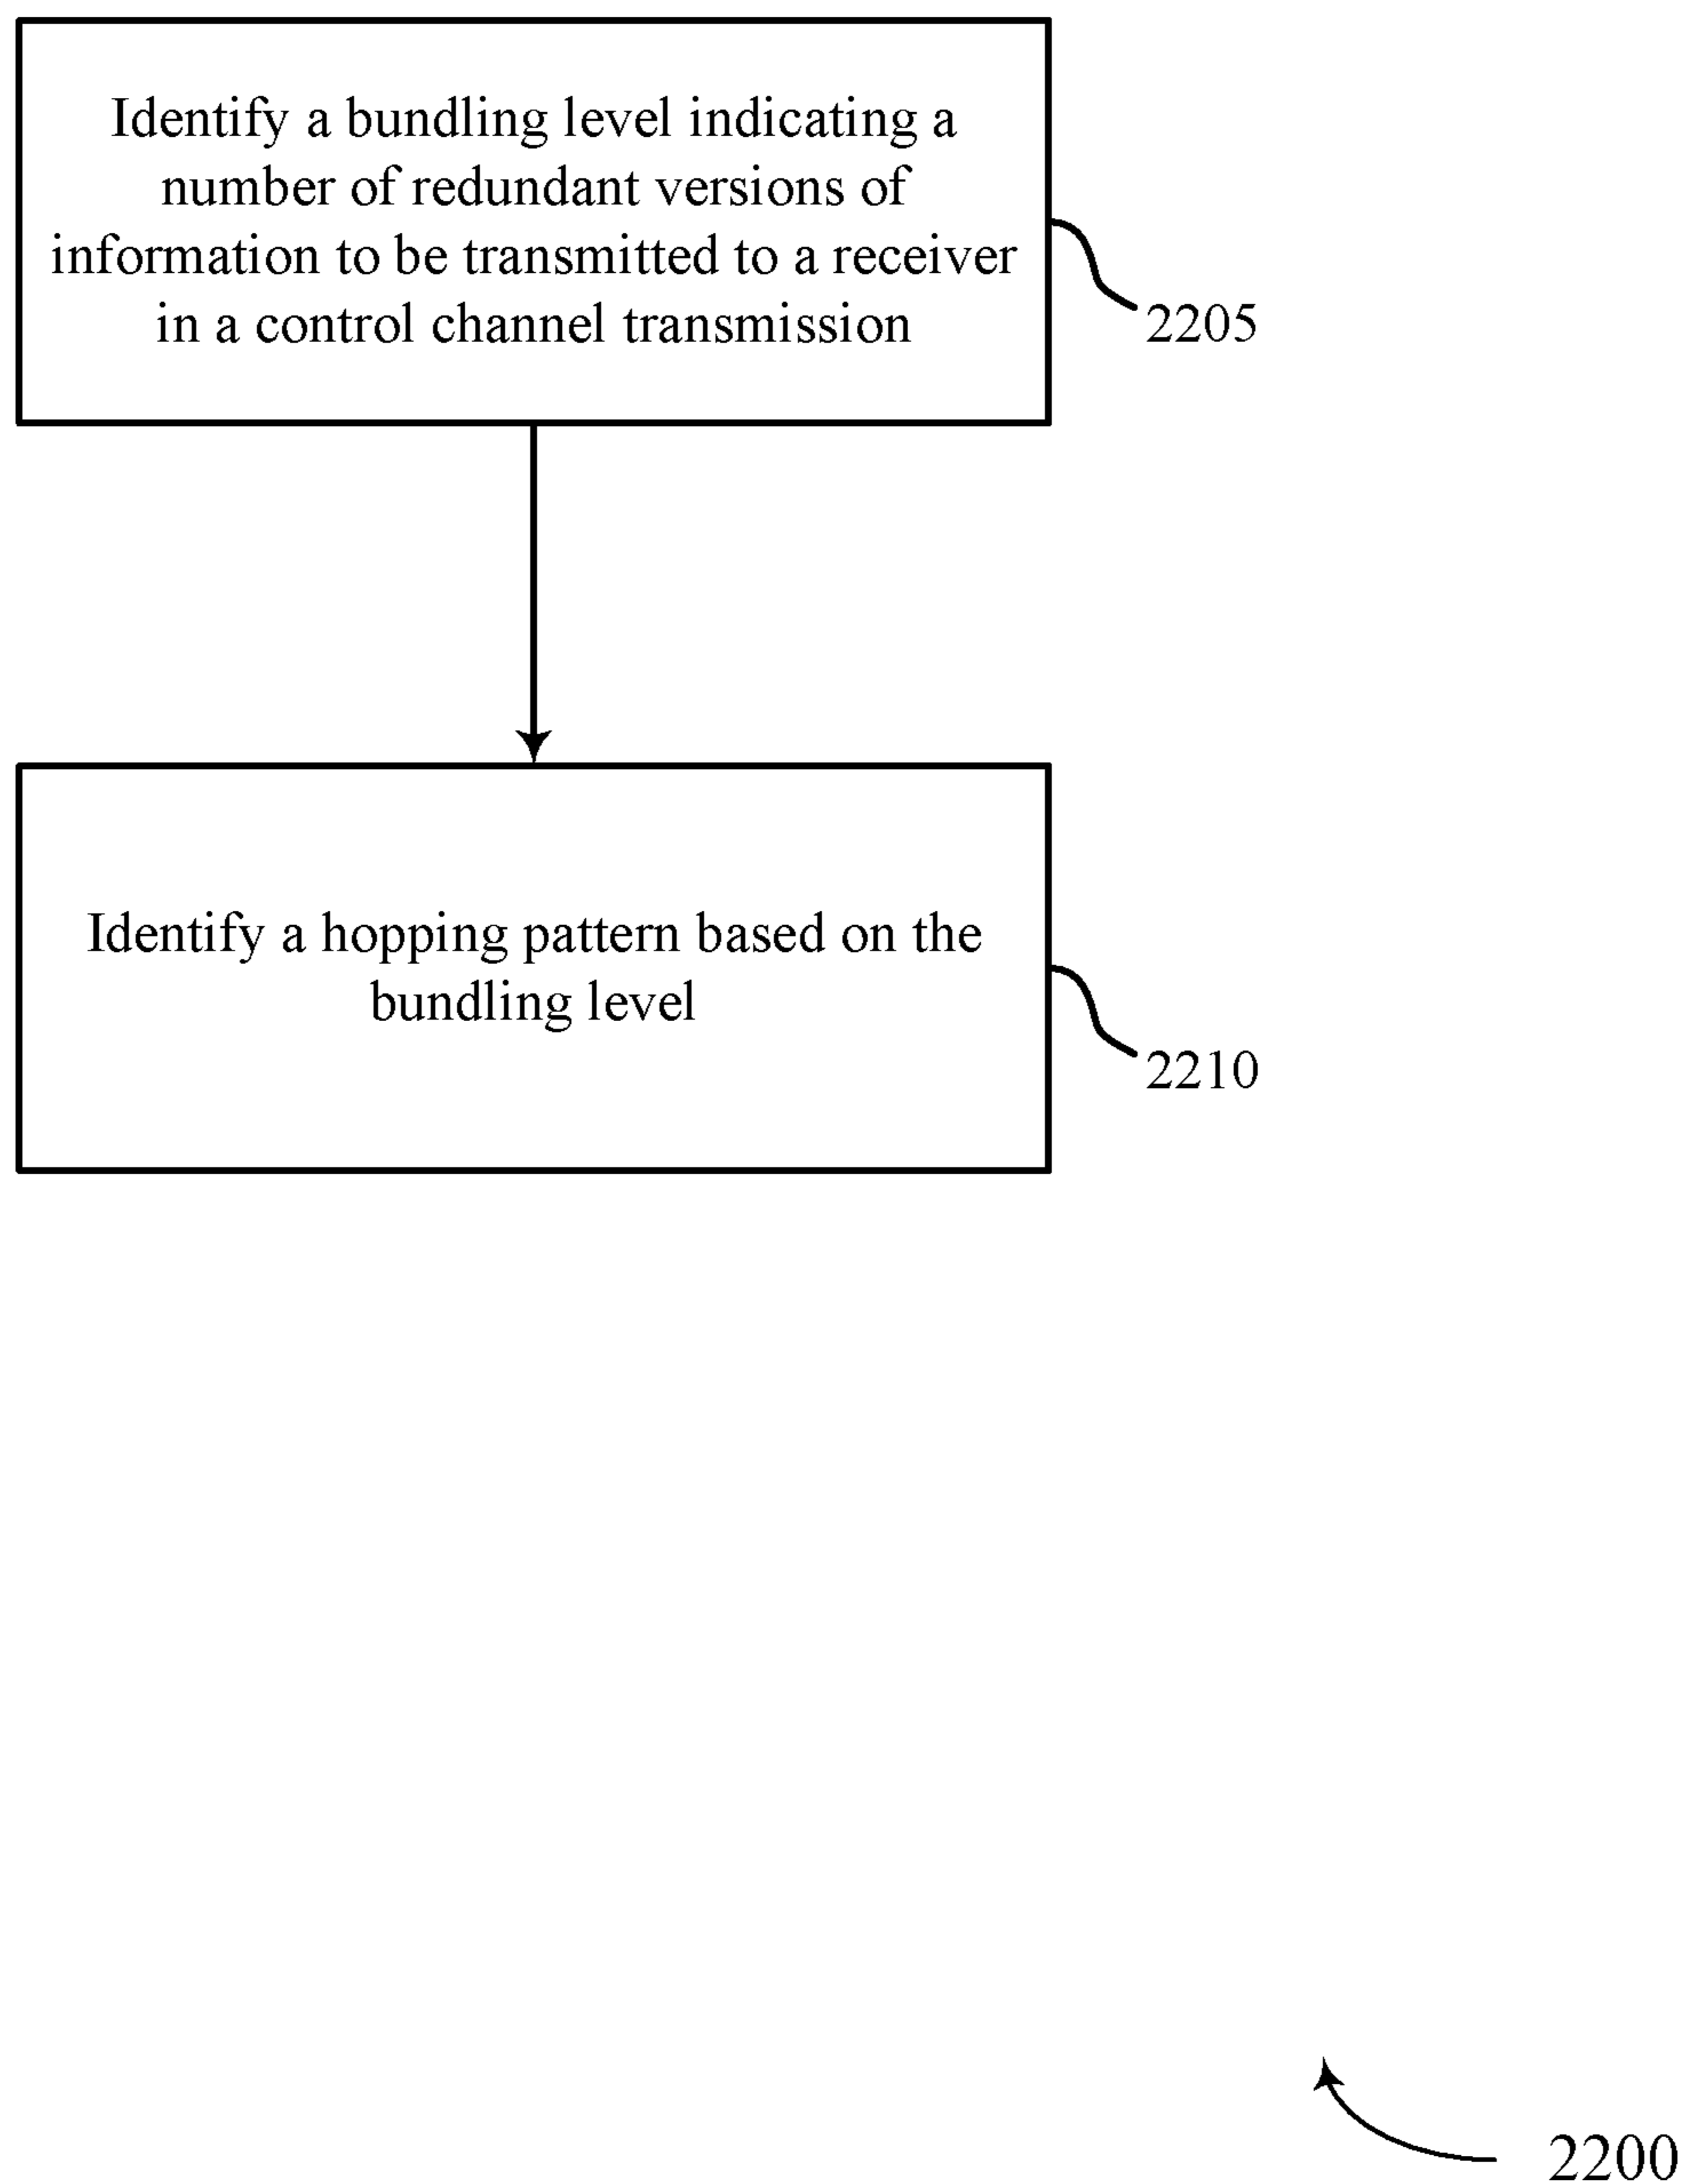 Identify a bundling level indicating a
number of redundant versions of
information to be transmitted to a receiver
in a control channel transmission
2205
Identify a hopping pattern based on the
bundling level
2210
2200